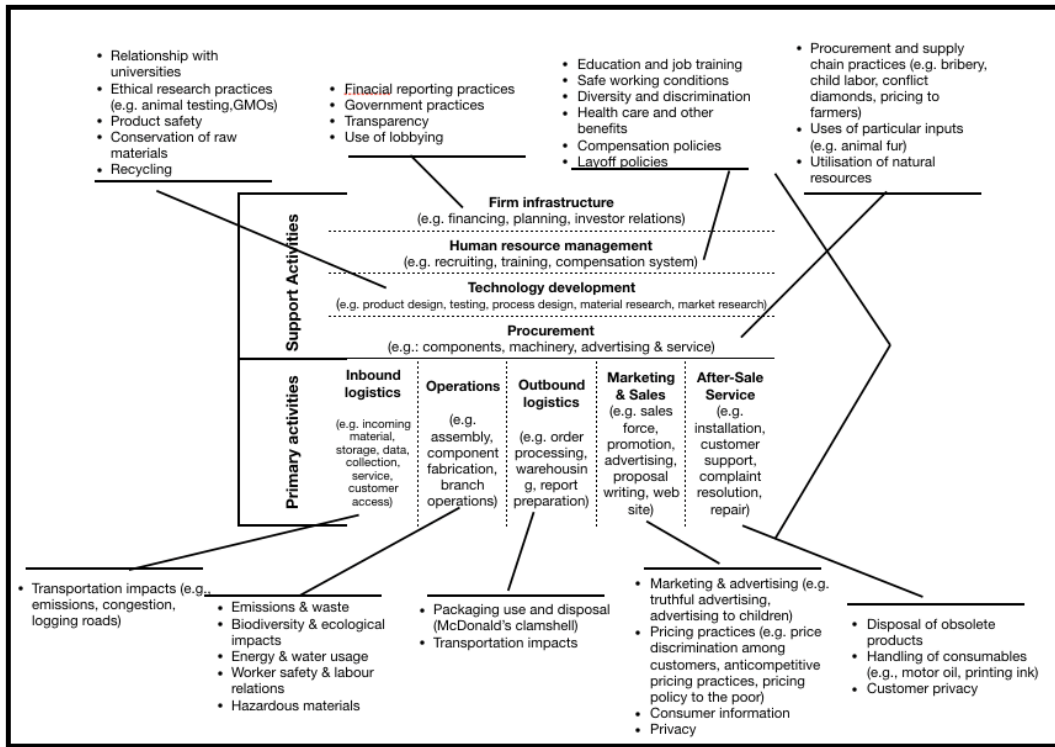 • Relationship with
universities
• Ethical research practices
(e.g. animal testing,GMOs)
• Product safety
• Conservation of raw
materials
• Recycling
• Finacial reporting practices
• Government practices
• Transparency
• Use of lobbying
• Education and job training
• Safe working conditions
• Diversity and discrimination
• Health care and other
benefits
• Compensation policies
• Layoff policies
• Procurement and supply
chain practices (e.g. bribery,
child labor, conflict
diamonds, pricing to
farmers)
• Uses of particular inputs
(e.g. animal fur)
• Utilisation of natural
resources
Support Activities
Firm infrastructure
(e.g. financing, planning, investor relations)
Human resource management
(e.g. recruiting, training, compensation system)
Technology development
(e.g. product design, testing, process design, material research, market research)
Procurement
(e.g.: components, machinery, advertising & service)
Primary activities
Inbound
logistics
(e.g. incoming
material,
storage, data,
collection,
service,
customer
access)
Operations
(e.g.
assembly,
component
fabrication,
branch
operations)
Outbound
logistics
(e.g. order
processing,
warehousin
g, report
preparation)
Marketing
& Sales
(e.g. sales
force,
promotion,
advertising,
proposal
writing, web
site)
After-Sale
Service
(e.g.
installation,
customer
support,
complaint
resolution,
repair)
• Transportation impacts (e.g.,
emissions, congestion,
logging roads)
• Emissions & waste
• Biodiversity & ecological
impacts
• Energy & water usage
• Worker safety & labour
relations
• Hazardous materials
• Packaging use and disposal
(McDonald's clamshell)
• Transportation impacts
• Marketing & advertising (e.g.
truthful advertising,
advertising to children)
• Pricing practices (e.g. price
discrimination among
customers, anticompetitive
pricing practices, pricing
policy to the poor)
• Consumer information
• Privacy
• Disposal of obsolete
products
• Handling of consumables
(e.g., motor oil, printing ink)
• Customer privacy